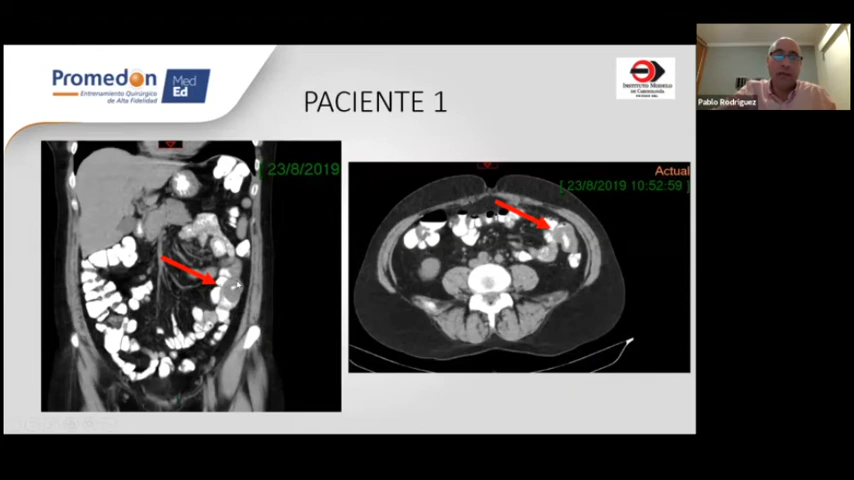 Promedon
Entrenamiento Quirúrgico
de Alta Fidelidad
Med
Ed
PACIENTE 1
INSTITUTO MODELO
DE CARDIOLOGÍA
Pablo Rodriguez
[ 23/8/2019
Actual
[ 23/8/2019 10:52:59 ]